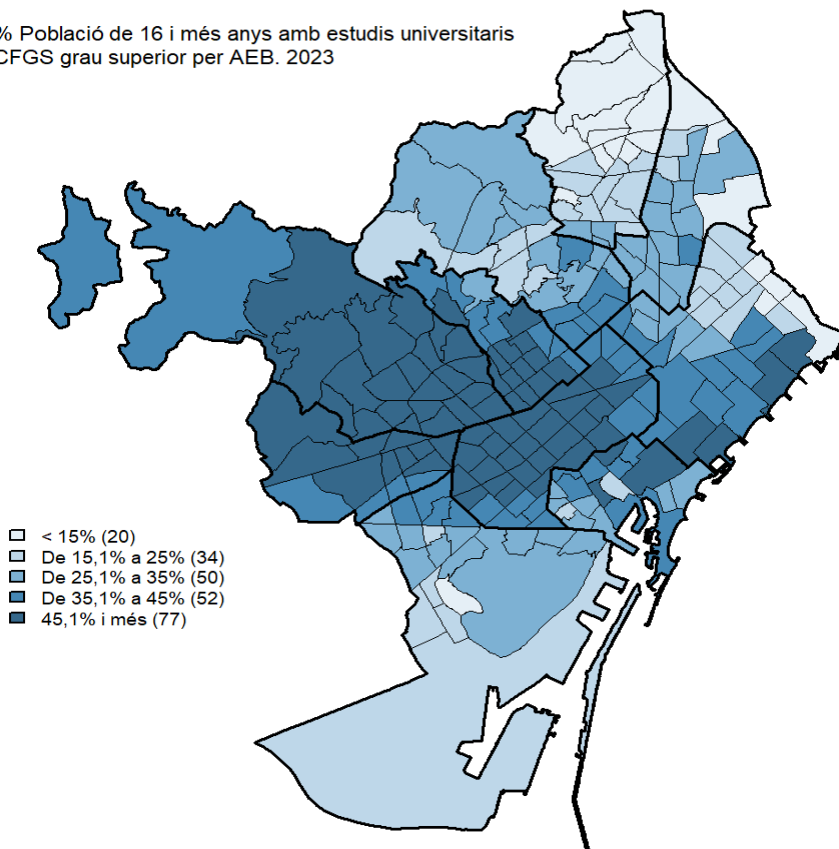 % Població de 16 i més anys amb estudis universitaris
CFGS grau superior per AEB. 2023
< 15% (20)
De 15,1% a 25% (34)
De 25,1% a 35% (50)
De 35,1% a 45% (52)
45,1% i més (77)